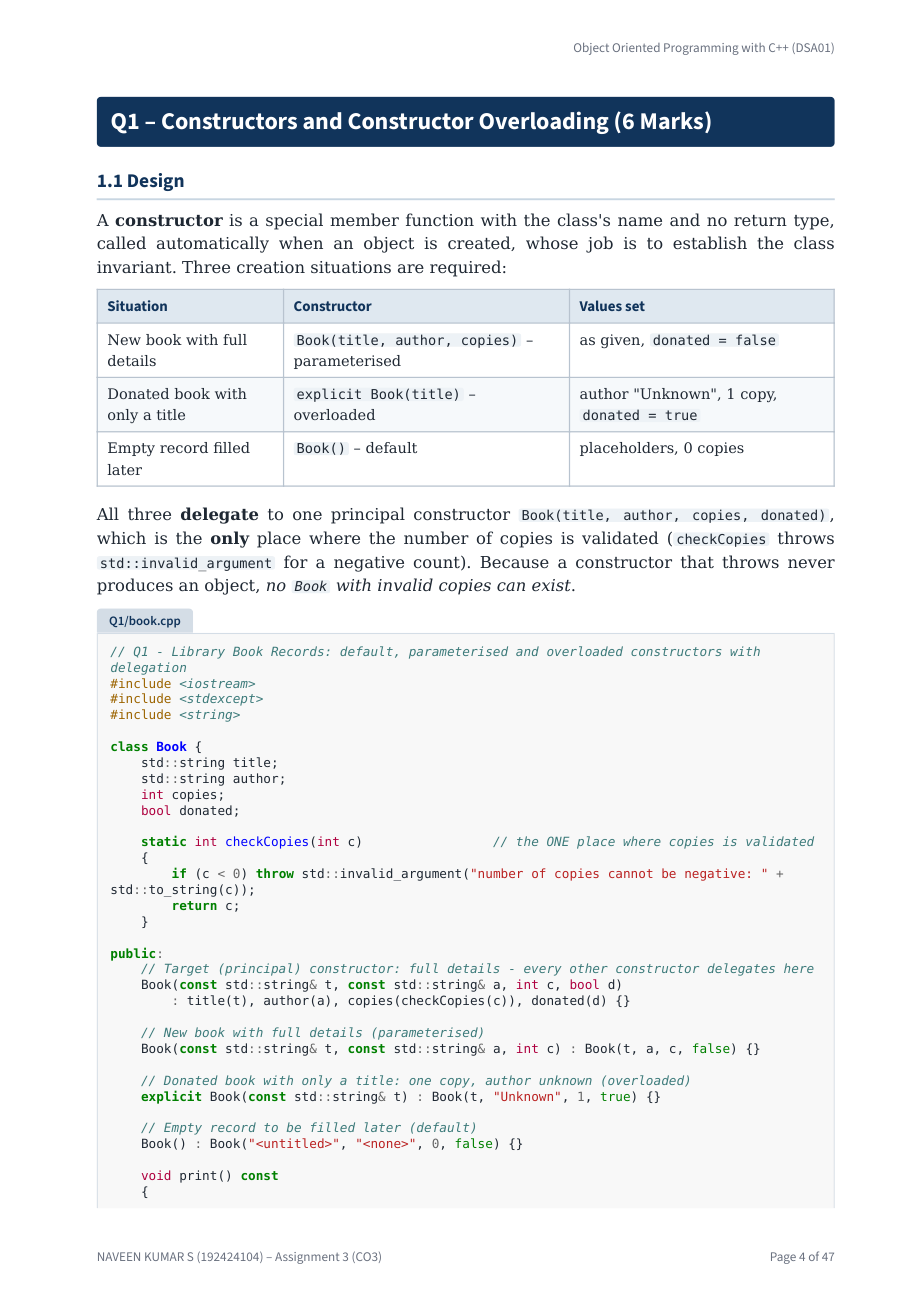 Object Oriented Programming with C++ (DSA01)
Q1 – Constructors and Constructor Overloading (6 Marks)
1.1 Design
A constructor is a special member function with the class's name and no return type,
called automatically when an object is created, whose job is to establish the class
invariant. Three creation situations are required:
Situation Constructor Values set
New book with full Book(title, author, copies) – as given, donated = false
details parameterised
Donated book with explicit Book(title) – author "Unknown", 1 copy,
only a title overloaded donated = true
Empty record filled Book() – default placeholders, 0 copies
later
All three delegate to one principal constructor Book(title, author, copies, donated),
which is the only place where the number of copies is validated (checkCopies throws
std::invalid_argument for a negative count). Because a constructor that throws never
produces an object, no Book with invalid copies can exist.
Q1/book.cpp
// Q1 - Library Book Records: default, parameterised and overloaded constructors with
delegation
#include <iostream>
#include <stdexcept>
#include <string>
class Book {
    std::string title;
    std::string author;
    int copies;
    bool donated;
    static int checkCopies(int c)                 // the ONE place where copies is validated
    {
        if (c < 0) throw std::invalid_argument("number of copies cannot be negative: " +
std::to_string(c));
        return c;
    }
public:
    // Target (principal) constructor: full details - every other constructor delegates here
    Book(const std::string& t, const std::string& a, int c, bool d)
        : title(t), author(a), copies(checkCopies(c)), donated(d) {}
    // New book with full details (parameterised)
    Book(const std::string& t, const std::string& a, int c) : Book(t, a, c, false) {}
    // Donated book with only a title: one copy, author unknown (overloaded)
    explicit Book(const std::string& t) : Book(t, "Unknown", 1, true) {}
    // Empty record to be filled later (default)
    Book() : Book("<untitled>", "<none>", 0, false) {}
    void print() const
    {
NAVEEN KUMAR S (192424104) – Assignment 3 (CO3) Page 4 of 47